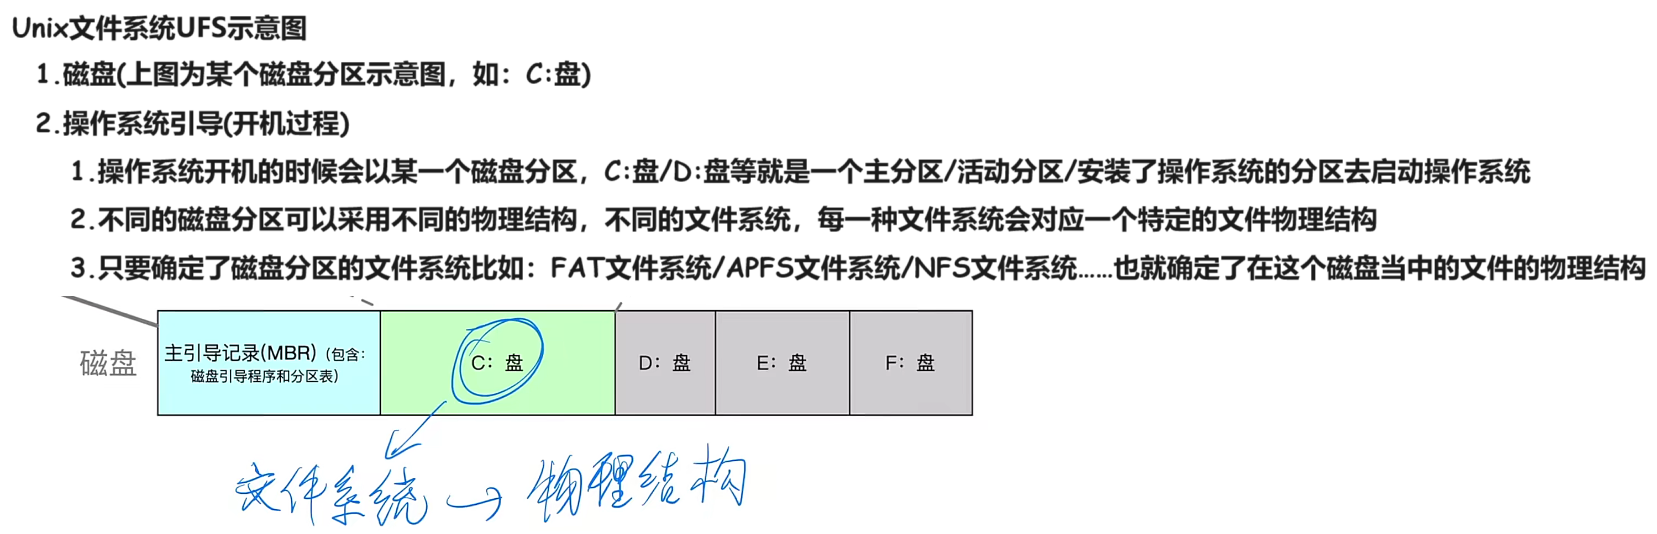 Unix文件系统UFS示意图
1.磁盘(上图为某个磁盘分区示意图，如：C:盘)
2.操作系统引导(开机过程)
1.操作系统开机的时候会以某一个磁盘分区，C:盘/D:盘等就是一个主分区/活动分区/安装了操作系统的分区去启动操作系统
2.不同的磁盘分区可以采用不同的物理结构，不同的文件系统，每一种文件系统会对应一个特定的文件物理结构
3.只要确定了磁盘分区的文件系统比如：FAT文件系统/APFS文件系统/NFS文件系统……也就确定了在这个磁盘当中的文件的物理结构
磁盘
主引导记录(MBR)（包含：
磁盘引导程序和分区表）
C：盘
D：盘
E：盘
F：盘
文件系统→物理结构